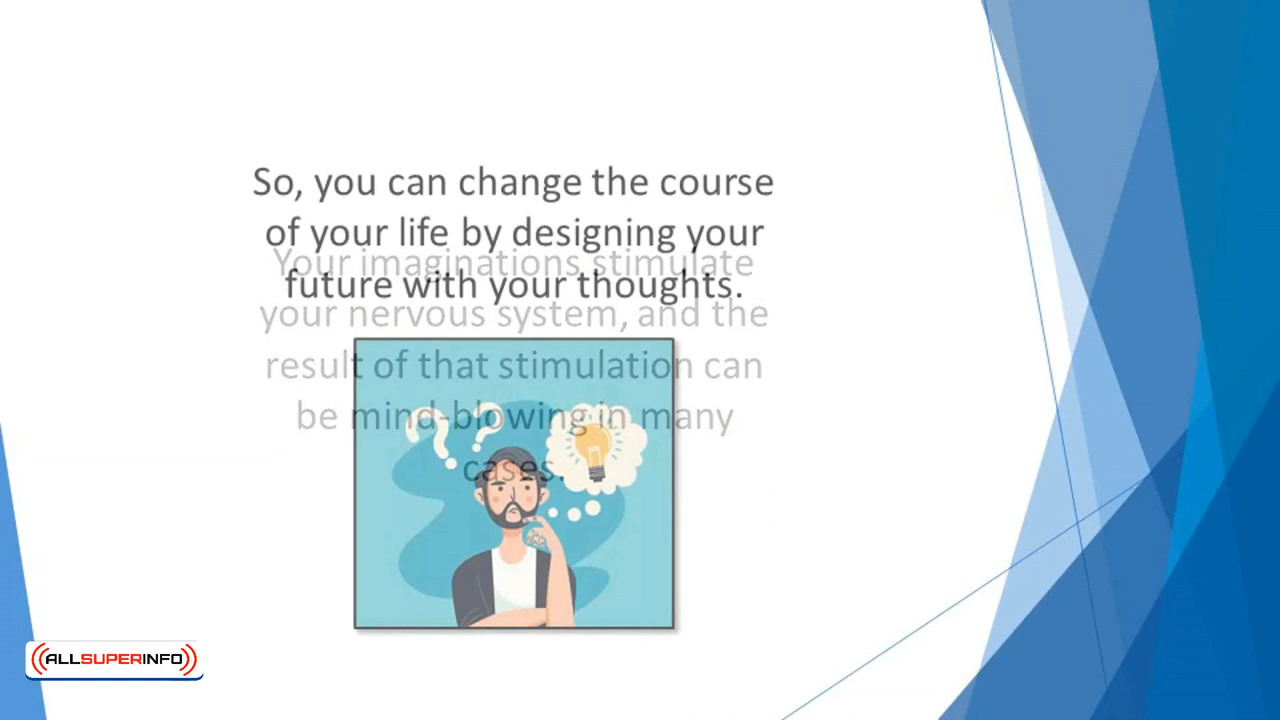 So, you can change the course
of your life by designing your
future with your thoughts.
Your imaginations stimulate
your nervous system, and the
result of that stimulation can
be mind-blowing in many
cases.
ALLSUPERINFO